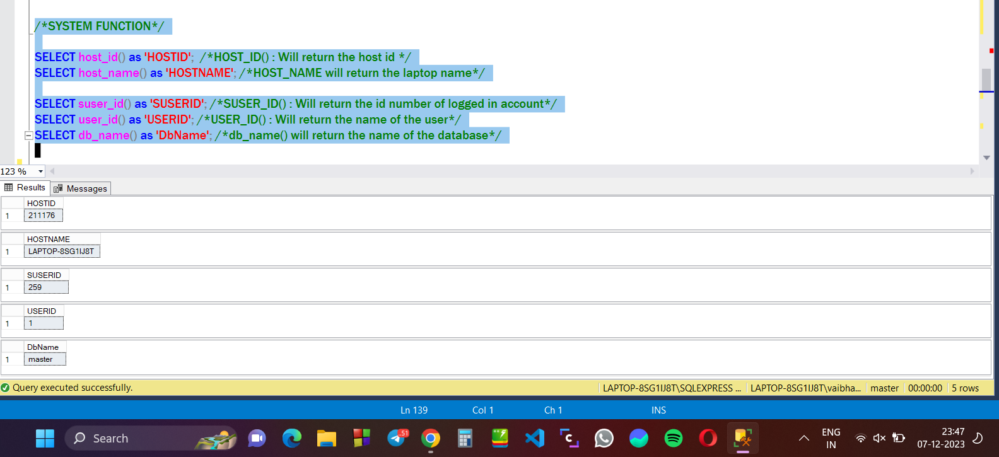 /*SYSTEM FUNCTION*/
SELECT host_id() as 'HOSTID';  /*HOST_ID() : Will return the host id */
SELECT host_name() as 'HOSTNAME'; /*HOST_NAME will return the laptop name*/
SELECT suser_id() as 'SUSERID'; /*SUSER_ID() : Will return the id number of logged in account*/
SELECT user_id() as 'USERID'; /*USER_ID() : Will return the name of the user*/
SELECT db_name() as 'DbName'; /*db_name() will return the name of the database*/
123 %
Results Messages
HOSTID
1 211176
HOSTNAME
1 LAPTOP-8SG1IJ8T
SUSERID
1 259
USERID
1 1
DbName
1 master
Query executed successfully. LAPTOP-8SG1IJ8T\SQLEXPRESS ... LAPTOP-8SG1IJ8T\vaibha... master 00:00:00 5 rows
Ln 139 Col 1 Ch 1 INS
Search ..51 C ENG 23:47
IN 07-12-2023